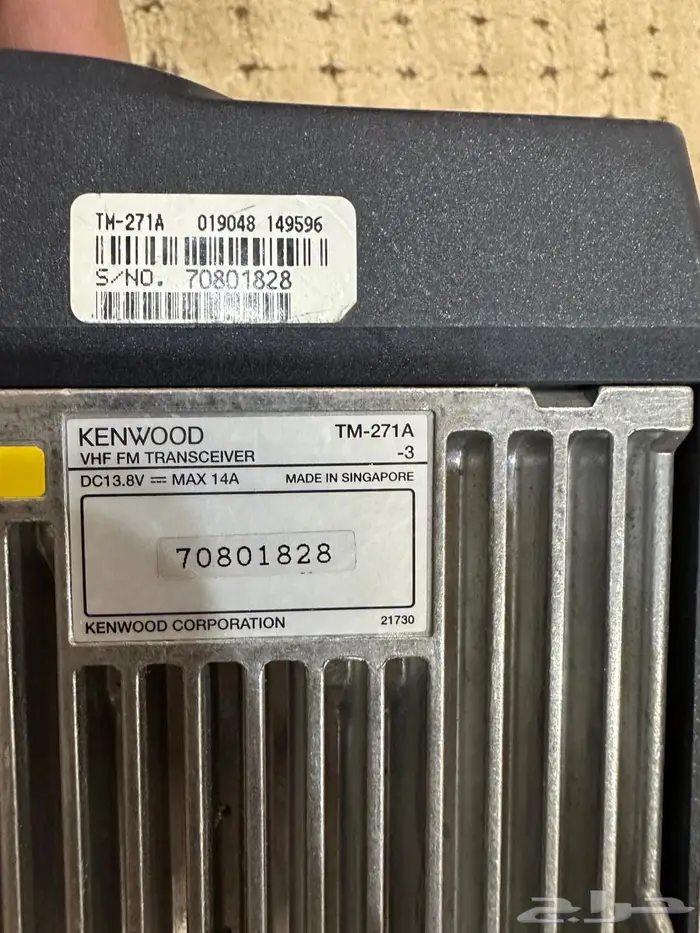 TM-271A 019048 149596
S/NO. 70801828
KENWOOD TM-271A
VHF FM TRANSCEIVER -3
DC13.8V ⎓ MAX 14A MADE IN SINGAPORE
70801828
KENWOOD CORPORATION 21730
حراج